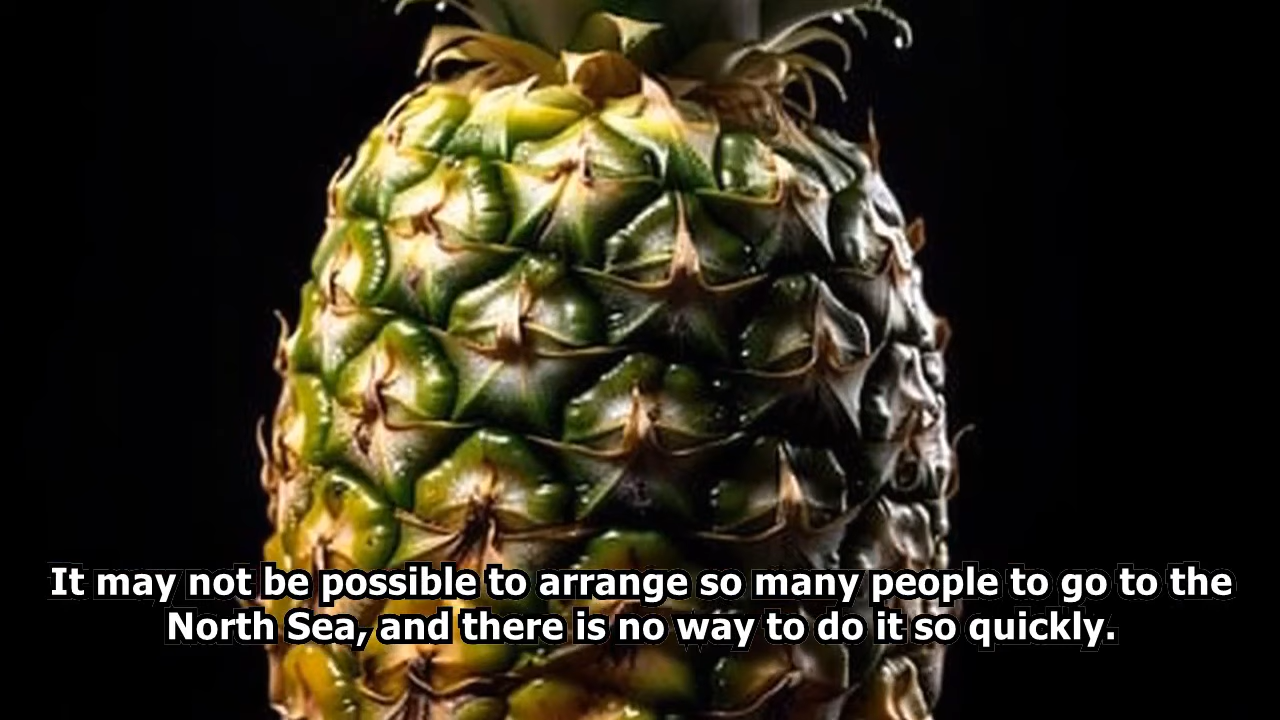 It may not be possible to arrange so many people to go to the
North Sea, and there is no way to do it so quickly.